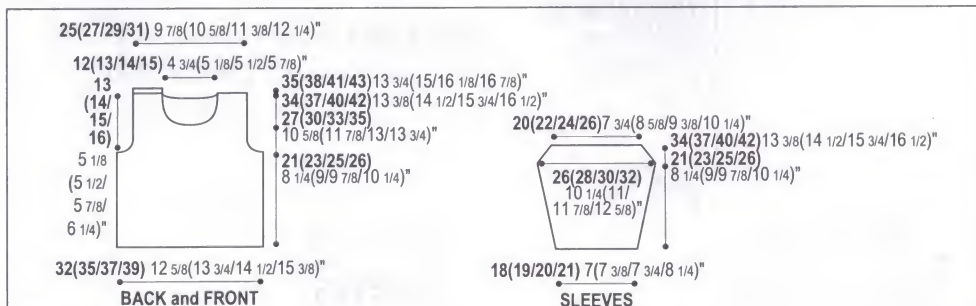 25(27/29/31) 9 7/8(10 5/8/11 3/8/12 1/4)"
12(13/14/15) 4 3/4(5 1/8/5 1/2/5 7/8)"
13
(14/
15/
16)
5 1/8
(5 1/2/
5 7/8/
6 1/4)"
35(38/41/43)13 3/4(15/16 1/8/16 7/8)"
34(37/40/42)13 3/8(14 1/2/15 3/4/16 1/2)"
27(30/33/35)
10 5/8(11 7/8/13/13 3/4)"
21(23/25/26)
8 1/4(9/9 7/8/10 1/4)"
32(35/37/39) 12 5/8(13 3/4/14 1/2/15 3/8)"
BACK and FRONT
20(22/24/26)7 3/4(8 5/8/9 3/8/10 1/4)"
34(37/40/42)13 3/8(14 1/2/15 3/4/16 1/2)"
21(23/25/26)
8 1/4(9/9 7/8/10 1/4)"
26(28/30/32)
10 1/4(11/
11 7/8/12 5/8)"
18(19/20/21) 7(7 3/8/7 3/4/8 1/4)"
SLEEVES